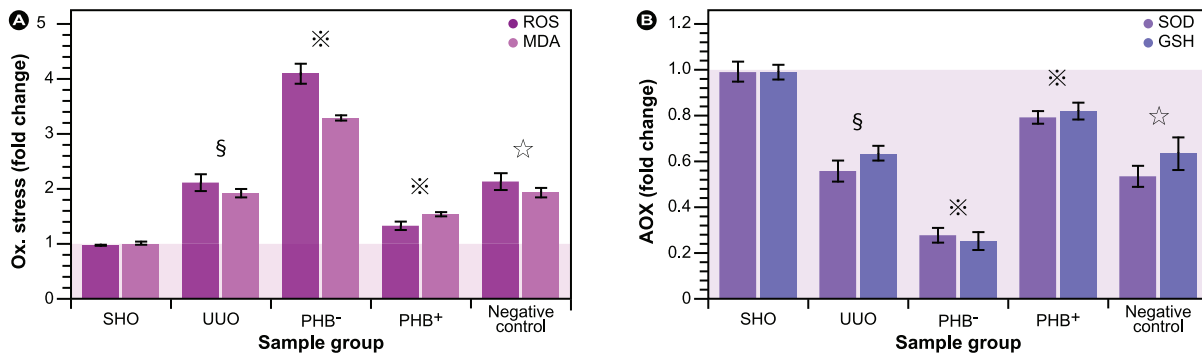 A
Ox. stress (fold change)
5
4
3
2
1
0
ROS
MDA
§
※
※
☆
SHO
UUO
PHB⁻
PHB⁺
Negative
control
Sample group
B
AOX (fold change)
1.2
1.0
0.8
0.6
0.4
0.2
0
SOD
GSH
§
※
※
☆
SHO
UUO
PHB⁻
PHB⁺
Negative
control
Sample group